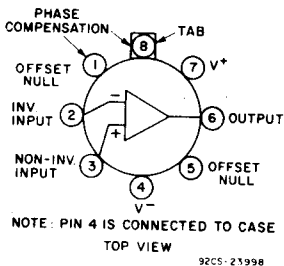 PHASE
COMPENSATION
TAB
8
OFFSET
NULL
1
7
V+
INV.
INPUT
2
−
6
OUTPUT
+
NON-INV.
INPUT
3
5
OFFSET
NULL
4
V−
NOTE: PIN 4 IS CONNECTED TO CASE
TOP VIEW
92CS-23998